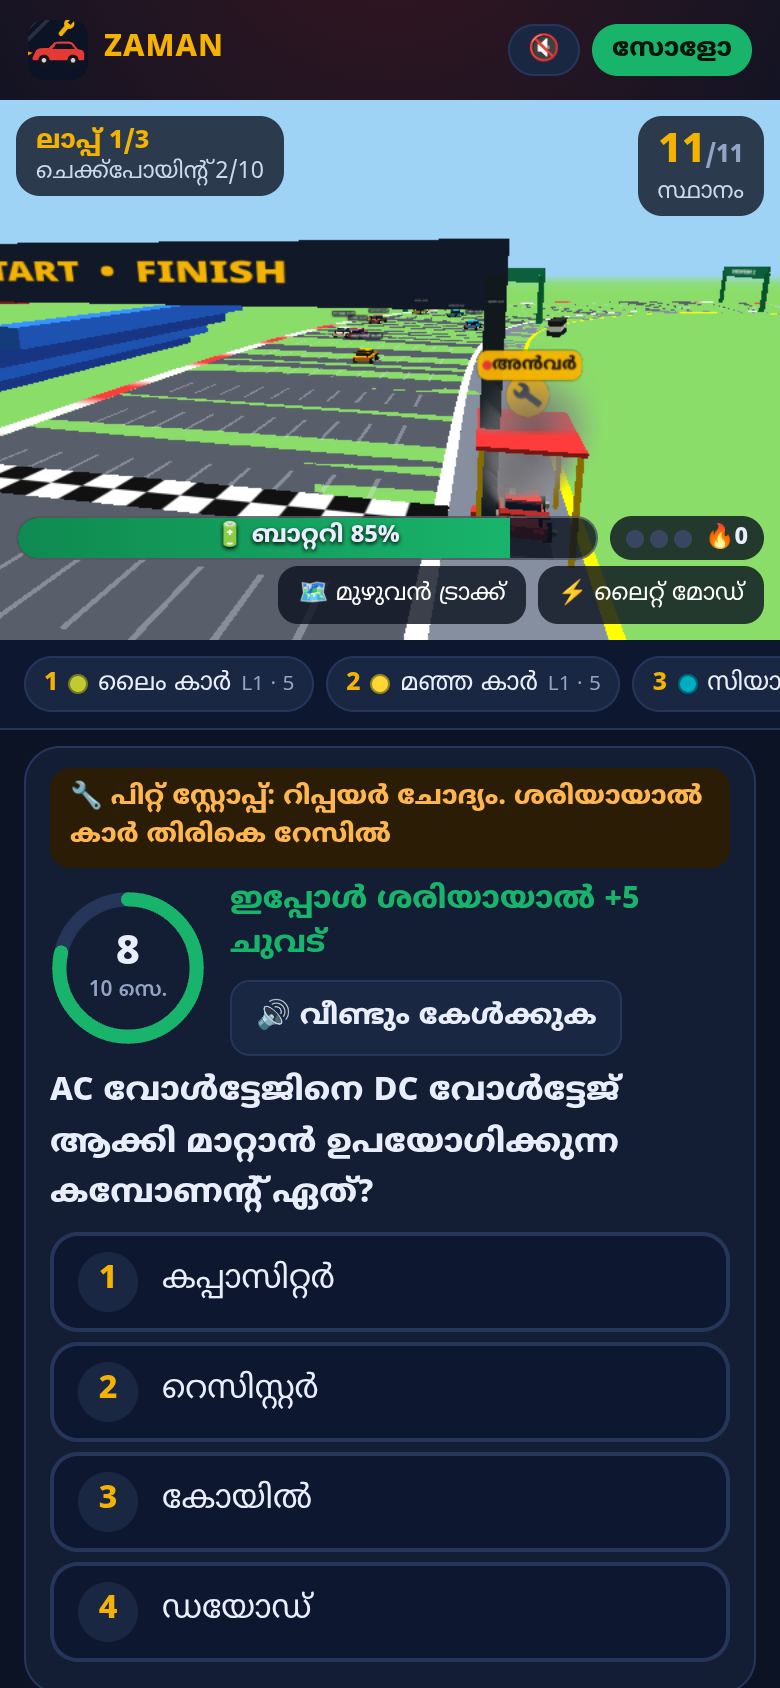 ZAMAN
സോളോ
ലാപ്പ് 1/3
ചെക്ക്പോയിന്റ് 2/10
11/11
സ്ഥാനം
TART • FINISH
അൻവർ
ബാറ്ററി 85%
0
മുഴുവൻ ട്രാക്ക്
ലൈറ്റ് മോഡ്
1 ലൈം കാർ L1 · 5
2 മഞ്ഞ കാർ L1 · 5
3
പിറ്റ് സ്റ്റോപ്പ്: റിപ്പയർ ചോദ്യം. ശരിയായാൽ
കാർ തിരികെ റേസിൽ
8
10 സെ.
ഇപ്പോൾ ശരിയായാൽ +5
ചുവട്
വീണ്ടും കേൾക്കുക
AC വോൾട്ടേജിനെ DC വോൾട്ടേജ്
ആക്കി മാറ്റാൻ ഉപയോഗിക്കുന്ന
കമ്പോണന്റ് ഏത്?
1 കപ്പാസിറ്റർ
2 റെസിസ്റ്റർ
3 കോയിൽ
4 ഡയോഡ്